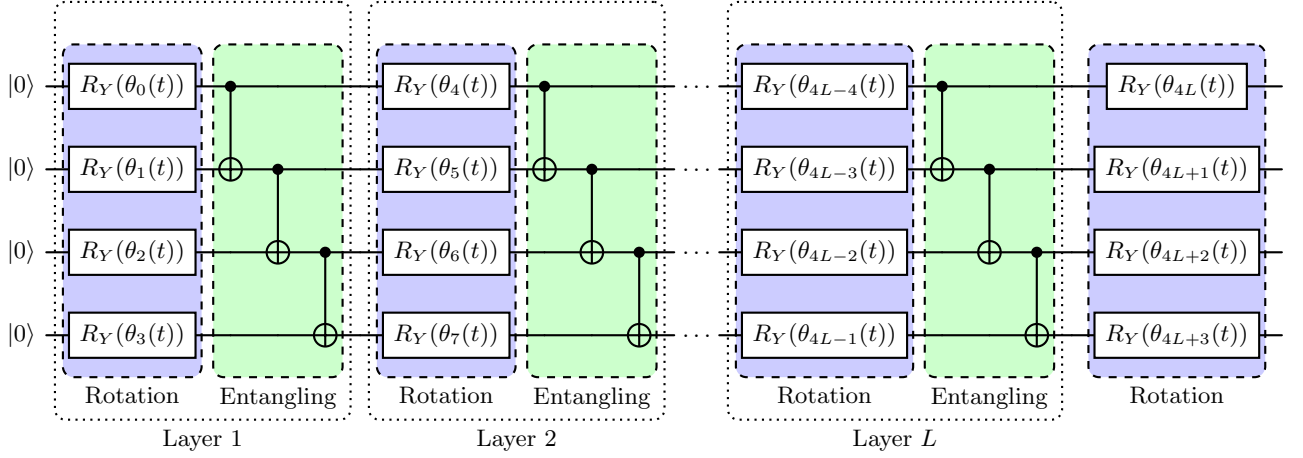 |0⟩ R_Y(θ_0(t)) R_Y(θ_4(t)) ··· R_Y(θ_{4L−4}(t)) R_Y(θ_{4L}(t))
|0⟩ R_Y(θ_1(t)) R_Y(θ_5(t)) ··· R_Y(θ_{4L−3}(t)) R_Y(θ_{4L+1}(t))
|0⟩ R_Y(θ_2(t)) R_Y(θ_6(t)) ··· R_Y(θ_{4L−2}(t)) R_Y(θ_{4L+2}(t))
|0⟩ R_Y(θ_3(t)) R_Y(θ_7(t)) ··· R_Y(θ_{4L−1}(t)) R_Y(θ_{4L+3}(t))
Rotation Entangling Rotation Entangling Rotation Entangling Rotation
Layer 1 Layer 2 Layer L